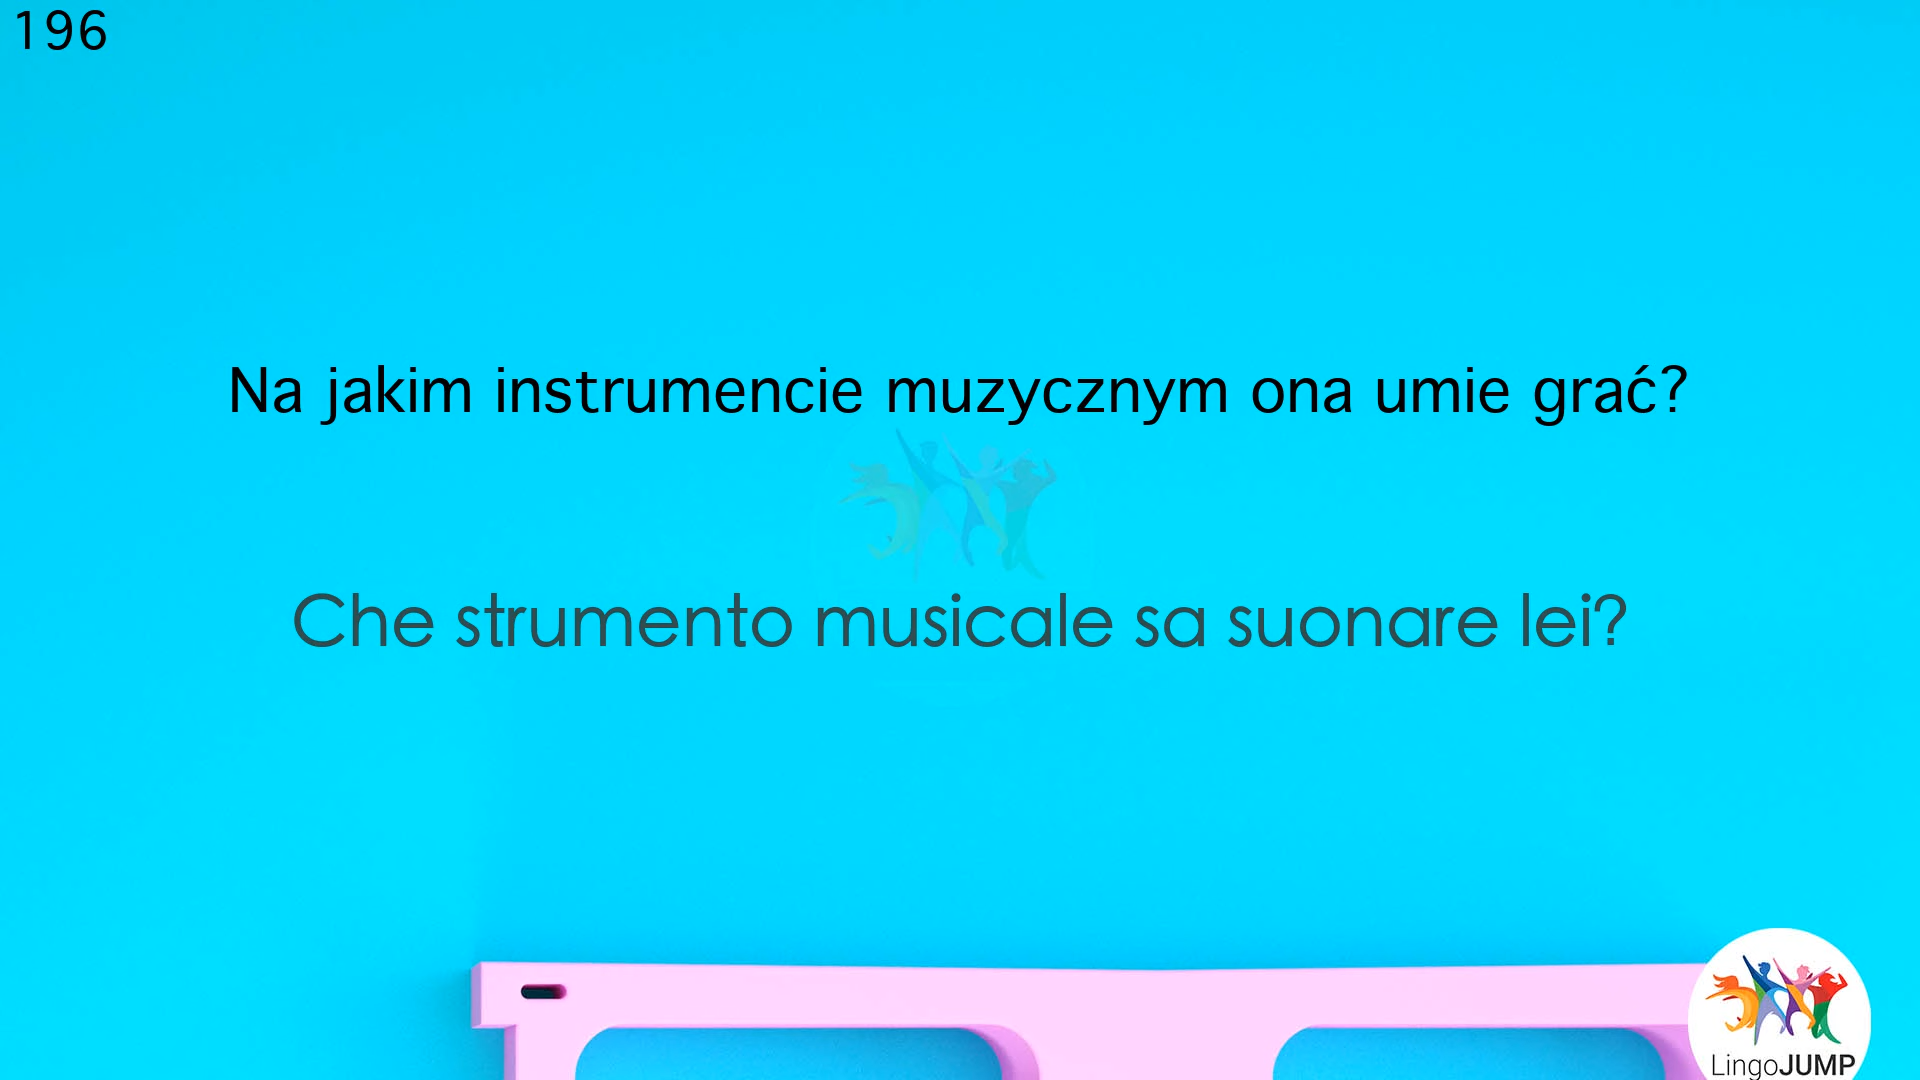 196
Na jakim instrumencie muzycznym ona umie grać?
Che strumento musicale sa suonare lei?
LingoJUMP